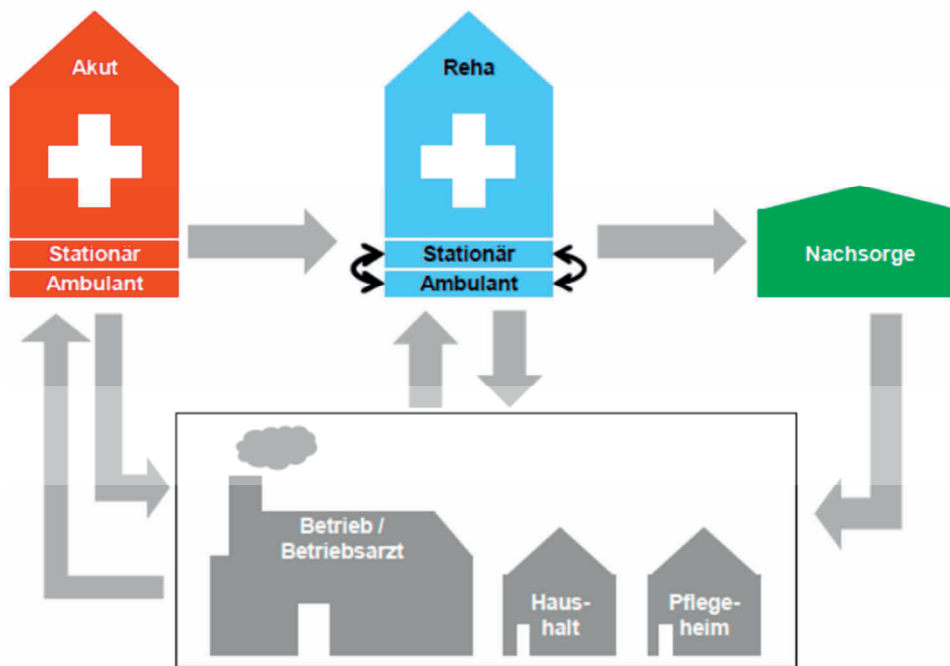 Akut
Stationär
Ambulant
Reha
Stationär
Ambulant
Nachsorge
Betrieb /
Betriebsarzt
Haus-
halt
Pflege-
heim